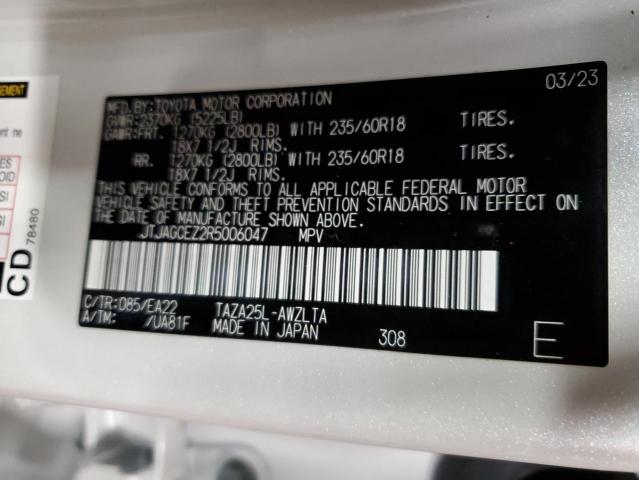 MFD.BY:TOYOTA MOTOR CORPORATION 03/23
GVWR:2370KG (5225LB)
GAWR:FRT. 1270KG (2800LB) WITH 235/60R18 TIRES.
18X7 1/2J RIMS.
RR. 1270KG (2800LB) WITH 235/60R18 TIRES.
18X7 1/2J RIMS.
THIS VEHICLE CONFORMS TO ALL APPLICABLE FEDERAL MOTOR
VEHICLE SAFETY AND THEFT PREVENTION STANDARDS IN EFFECT ON
THE DATE OF MANUFACTURE SHOWN ABOVE.
JTJAGCEZ2R5006047 MPV
C/TR:085/EA22 TAZA25L-AWZLTA
A/TM: /UA81F MADE IN JAPAN 308 E
CD
78480